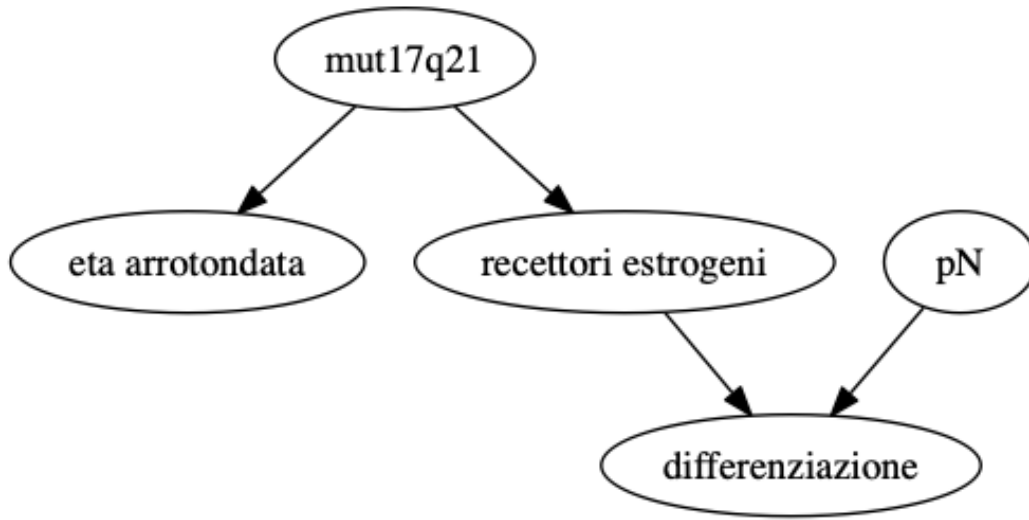 mut17q21
eta arrotondata
recettori estrogeni
pN
differenziazione